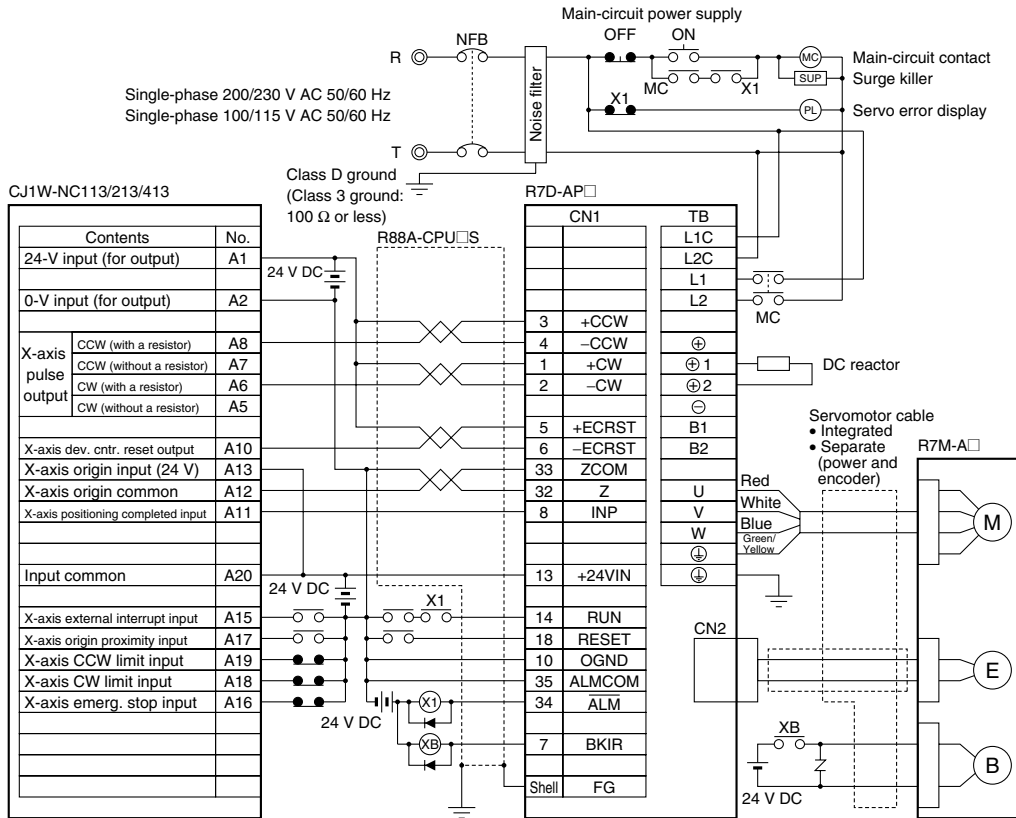 Main-circuit power supply
OFF ON
NFB
R
MC
Main-circuit contact
MC X1
SUP
Surge killer
Single-phase 200/230 V AC 50/60 Hz
Single-phase 100/115 V AC 50/60 Hz
Noise filter
X1
PL
Servo error display
T
Class D ground
(Class 3 ground:
100 Ω or less)
CJ1W-NC113/213/413
R7D-AP□
R88A-CPU□S
Contents No.
CN1 TB
24-V input (for output) A1
24 V DC
0-V input (for output) A2
X-axis pulse output
CCW (with a resistor) A8
CCW (without a resistor) A7
CW (with a resistor) A6
CW (without a resistor) A5
X-axis dev. cntr. reset output A10
X-axis origin input (24 V) A13
X-axis origin common A12
X-axis positioning completed input A11
Input common A20
24 V DC
X-axis external interrupt input A15
X-axis origin proximity input A17
X-axis CCW limit input A19
X-axis CW limit input A18
X-axis emerg. stop input A16
X1
24 V DC
X1
XB
3 +CCW
4 −CCW
1 +CW
2 −CW
5 +ECRST
6 −ECRST
33 ZCOM
32 Z
8 INP
13 +24VIN
14 RUN
18 RESET
10 OGND
35 ALMCOM
34 ALM
7 BKIR
Shell FG
L1C
L2C
L1
L2
MC
⊕
⊕ 1
⊕ 2
DC reactor
⊖
B1
B2
U
V
W
Red
White
Blue
Green/
Yellow
Servomotor cable
• Integrated
• Separate
(power and
encoder)
R7M-A□
M
CN2
E
XB
24 V DC
B